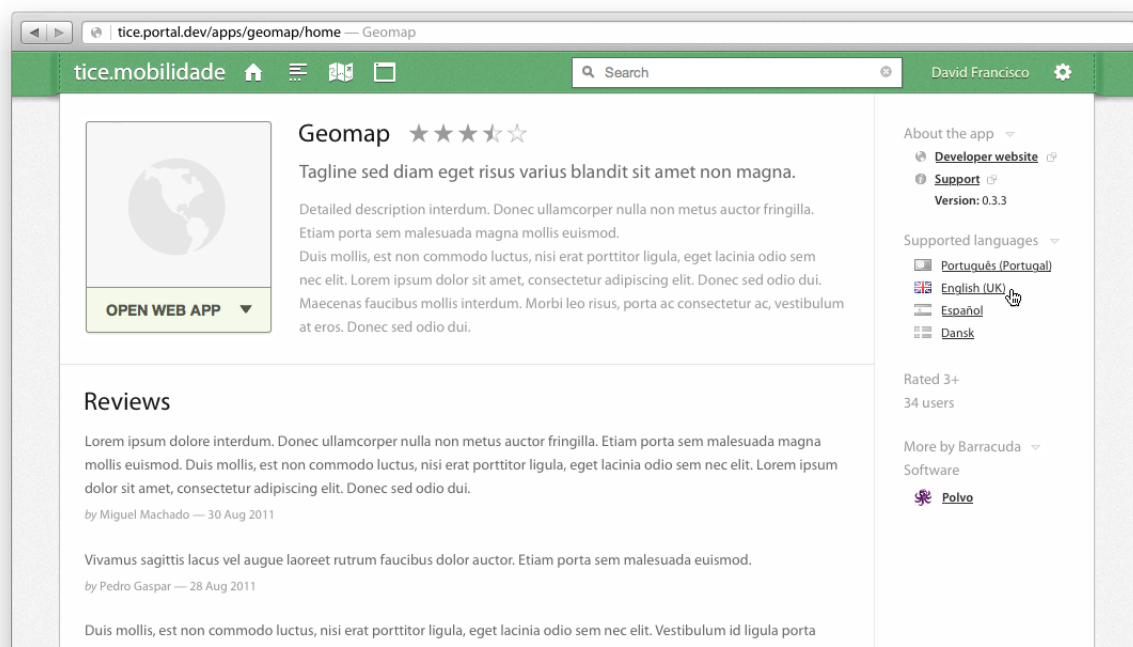 tice.portal.dev/apps/geomap/home — Geomap
tice.mobilidade
Search
David Francisco
Geomap
Tagline sed diam eget risus varius blandit sit amet non magna.
Detailed description interdum. Donec ullamcorper nulla non metus auctor fringilla.
Etiam porta sem malesuada magna mollis euismod.
Duis mollis, est non commodo luctus, nisi erat porttitor ligula, eget lacinia odio sem
nec elit. Lorem ipsum dolor sit amet, consectetur adipiscing elit. Donec sed odio dui.
Maecenas faucibus mollis interdum. Morbi leo risus, porta ac consectetur ac, vestibulum
at eros. Donec sed odio dui.
OPEN WEB APP
Reviews
Lorem ipsum dolore interdum. Donec ullamcorper nulla non metus auctor fringilla. Etiam porta sem malesuada magna
mollis euismod. Duis mollis, est non commodo luctus, nisi erat porttitor ligula, eget lacinia odio sem nec elit. Lorem ipsum
dolor sit amet, consectetur adipiscing elit. Donec sed odio dui.
by Miguel Machado — 30 Aug 2011
Vivamus sagittis lacus vel augue laoreet rutrum faucibus dolor auctor. Etiam porta sem malesuada euismod.
by Pedro Gaspar — 28 Aug 2011
Duis mollis, est non commodo luctus, nisi erat porttitor ligula, eget lacinia odio sem nec elit. Vestibulum id ligula porta
About the app
Developer website
Support
Version: 0.3.3
Supported languages
Português (Portugal)
English (UK)
Español
Dansk
Rated 3+
34 users
More by Barracuda
Software
Polvo